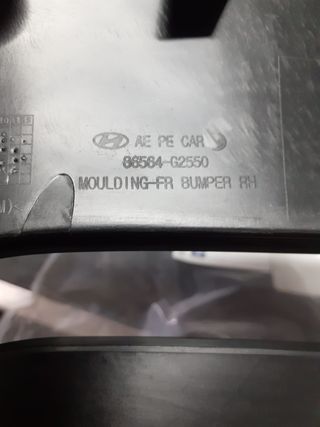 AE PE CAR
86564-G2550
MOULDING-FR BUMPER RH